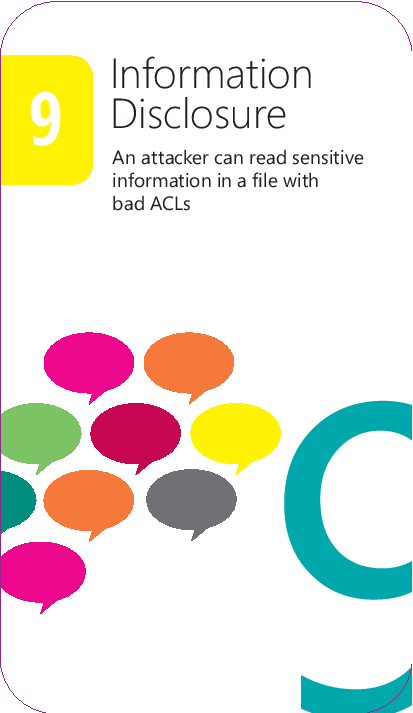 9
Information
Disclosure
An attacker can read sensitive
information in a file with
bad ACLs
9